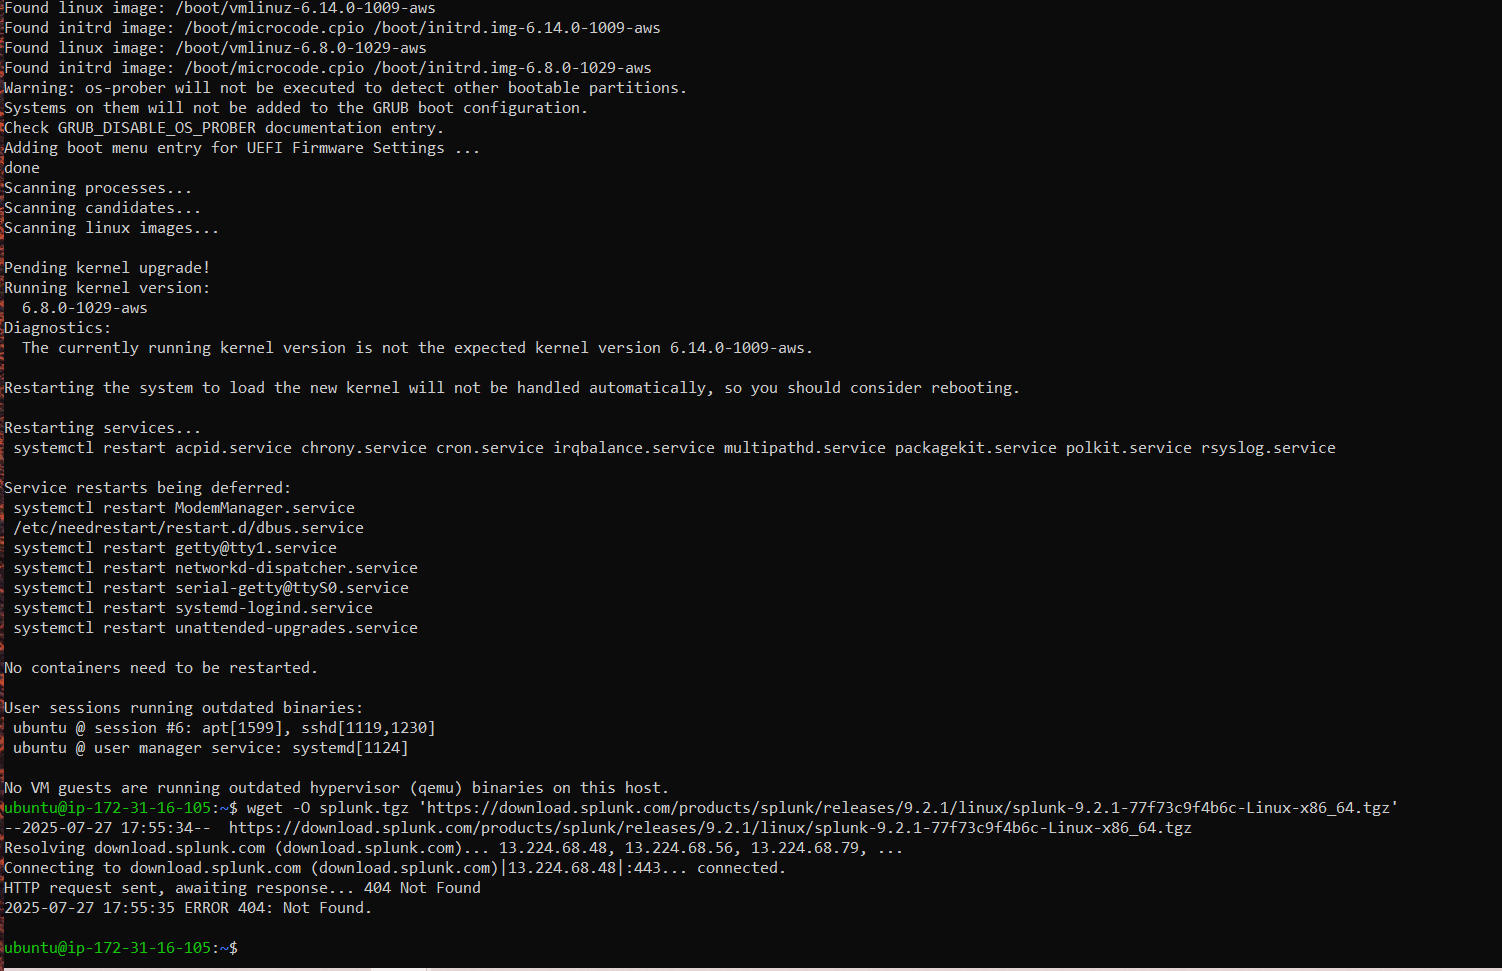 Found linux image: /boot/vmlinuz-6.14.0-1009-aws
Found initrd image: /boot/microcode.cpio /boot/initrd.img-6.14.0-1009-aws
Found linux image: /boot/vmlinuz-6.8.0-1029-aws
Found initrd image: /boot/microcode.cpio /boot/initrd.img-6.8.0-1029-aws
Warning: os-prober will not be executed to detect other bootable partitions.
Systems on them will not be added to the GRUB boot configuration.
Check GRUB_DISABLE_OS_PROBER documentation entry.
Adding boot menu entry for UEFI Firmware Settings ...
done
Scanning processes...
Scanning candidates...
Scanning linux images...

Pending kernel upgrade!
Running kernel version:
  6.8.0-1029-aws
Diagnostics:
  The currently running kernel version is not the expected kernel version 6.14.0-1009-aws.

Restarting the system to load the new kernel will not be handled automatically, so you should consider rebooting.

Restarting services...
 systemctl restart acpid.service chrony.service cron.service irqbalance.service multipathd.service packagekit.service polkit.service rsyslog.service

Service restarts being deferred:
 systemctl restart ModemManager.service
 /etc/needrestart/restart.d/dbus.service
 systemctl restart getty@tty1.service
 systemctl restart networkd-dispatcher.service
 systemctl restart serial-getty@ttyS0.service
 systemctl restart systemd-logind.service
 systemctl restart unattended-upgrades.service

No containers need to be restarted.

User sessions running outdated binaries:
 ubuntu @ session #6: apt[1599], sshd[1119,1230]
 ubuntu @ user manager service: systemd[1124]

No VM guests are running outdated hypervisor (qemu) binaries on this host.
ubuntu@ip-172-31-16-105:~$ wget -O splunk.tgz 'https://download.splunk.com/products/splunk/releases/9.2.1/linux/splunk-9.2.1-77f73c9f4b6c-Linux-x86_64.tgz'
--2025-07-27 17:55:34--  https://download.splunk.com/products/splunk/releases/9.2.1/linux/splunk-9.2.1-77f73c9f4b6c-Linux-x86_64.tgz
Resolving download.splunk.com (download.splunk.com)... 13.224.68.48, 13.224.68.56, 13.224.68.79, ...
Connecting to download.splunk.com (download.splunk.com)|13.224.68.48|:443... connected.
HTTP request sent, awaiting response... 404 Not Found
2025-07-27 17:55:35 ERROR 404: Not Found.

ubuntu@ip-172-31-16-105:~$